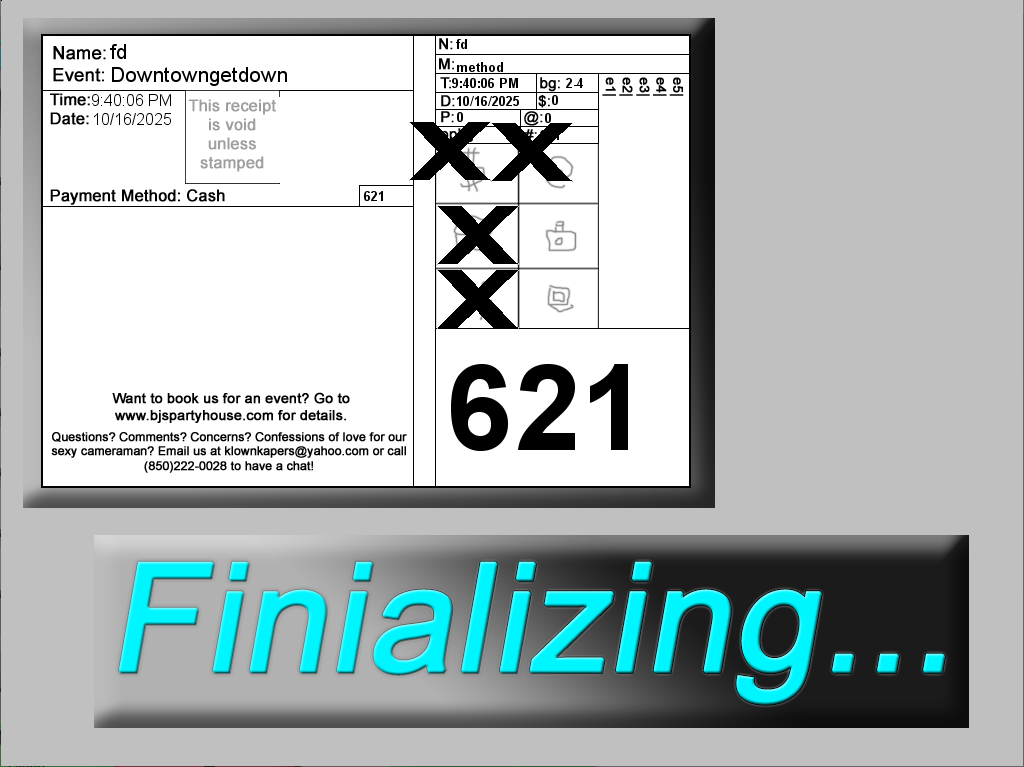 Name: fd
Event: Downtowngetdown
Time:9:40:06 PM
Date: 10/16/2025
This receipt
is void
unless
stamped
Payment Method: Cash
621
Want to book us for an event? Go to
www.bjspartyhouse.com for details.
Questions? Comments? Concerns? Confessions of love for our
sexy cameraman? Email us at klownkapers@yahoo.com or call
(850)222-0028 to have a chat!
N: fd
M: method
T:9:40:06 PM
bg: 2-4
D:10/16/2025
$:0
P:0
@:0
e1
e2
e3
e4
e5
621
Finializing...